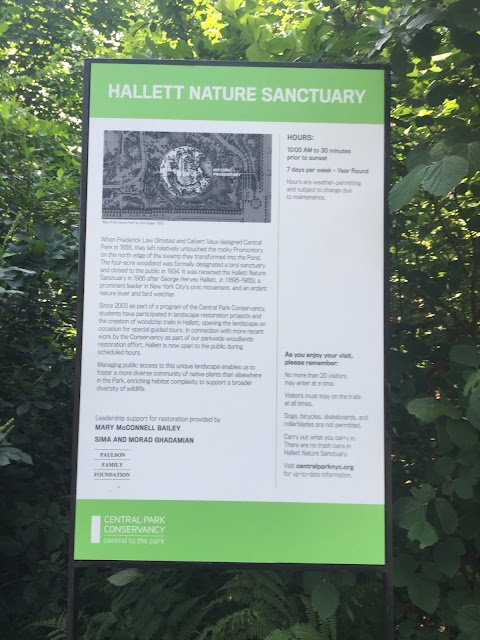 HALLETT NATURE SANCTUARY
When Frederick Law Olmsted and Calvert Vaux designed Central
Park in 1858, they left relatively untouched the rocky Promontory
on the north edge of the swamp they transformed into the Pond.
The four-acre woodland was formally designated a bird sanctuary
and closed to the public in 1934. It was renamed the Hallett Nature
Sanctuary in 1986 after George Hervey Hallett, Jr. (1895–1985), a
prominent leader in New York City's civic movement, and an ardent
nature lover and bird watcher.
Since 2003 as part of a program of the Central Park Conservancy,
students have participated in landscape restoration projects and
the creation of woodchip trails in Hallett, opening the landscape on
occasion for special guided tours. In connection with more recent
work by the Conservancy as part of our parkwide woodlands
restoration effort, Hallett is now open to the public during
scheduled hours.
Managing public access to this unique landscape enables us to
foster a more diverse community of native plants than elsewhere
in the Park, enriching habitat complexity to support a broader
diversity of wildlife.
Leadership support for restoration provided by
MARY McCONNELL BAILEY
SIMA AND MORAD GHADAMIAN
PAULSON
FAMILY
FOUNDATION
HOURS:
10:00 AM to 30 minutes
prior to sunset
7 days per week – Year Round
Hours are weather-permitting
and subject to change due
to maintenance.
As you enjoy your visit,
please remember:
No more than 20 visitors
may enter at a time.
Visitors must stay on the trails
at all times.
Dogs, bicycles, skateboards, and
rollerblades are not permitted.
Carry out what you carry in.
There are no trash cans in
Hallett Nature Sanctuary.
Visit centralparknyc.org
for up-to-date information.
CENTRAL PARK
CONSERVANCY
central to the park